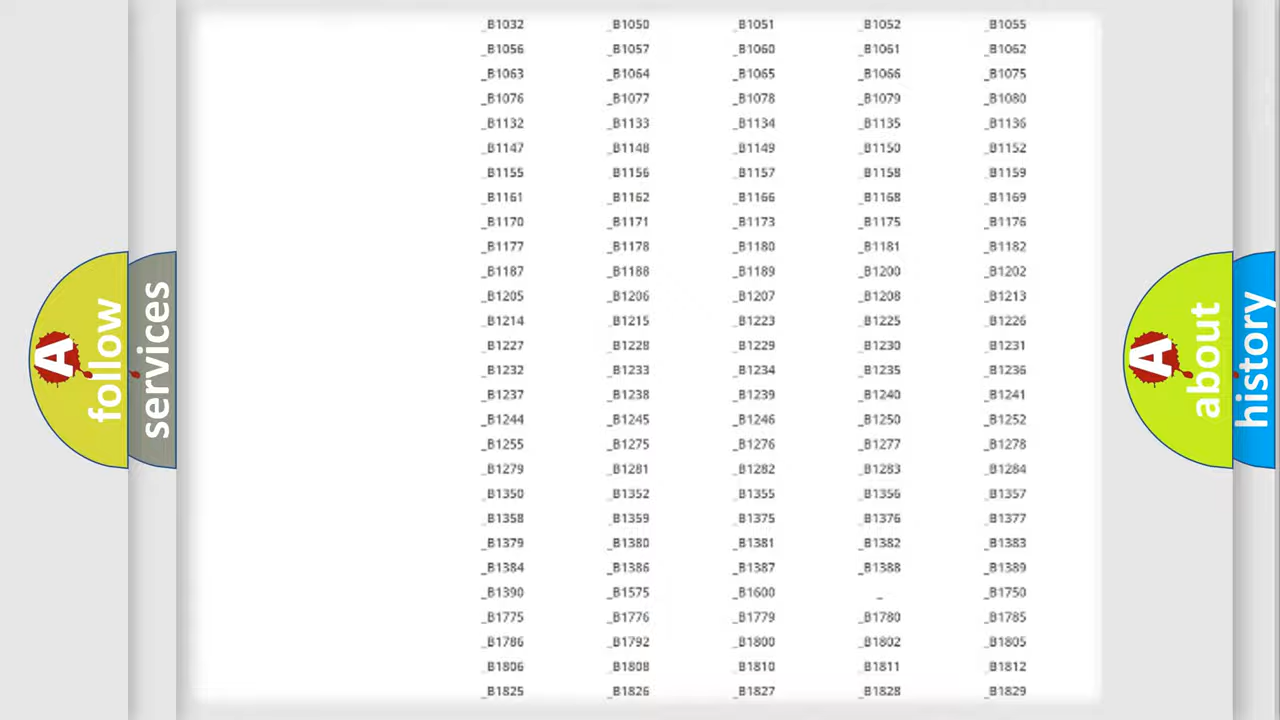 _B1032 _B1050 _B1051 _B1052 _B1055
_B1056 _B1057 _B1060 _B1061 _B1062
_B1063 _B1064 _B1065 _B1066 _B1075
_B1076 _B1077 _B1078 _B1079 _B1080
_B1132 _B1133 _B1134 _B1135 _B1136
_B1147 _B1148 _B1149 _B1150 _B1152
_B1155 _B1156 _B1157 _B1158 _B1159
_B1161 _B1162 _B1166 _B1168 _B1169
_B1170 _B1171 _B1173 _B1175 _B1176
_B1177 _B1178 _B1180 _B1181 _B1182
_B1187 _B1188 _B1189 _B1200 _B1202
_B1205 _B1206 _B1207 _B1208 _B1213
_B1214 _B1215 _B1223 _B1225 _B1226
_B1227 _B1228 _B1229 _B1230 _B1231
_B1232 _B1233 _B1234 _B1235 _B1236
_B1237 _B1238 _B1239 _B1240 _B1241
_B1244 _B1245 _B1246 _B1250 _B1252
_B1255 _B1275 _B1276 _B1277 _B1278
_B1279 _B1281 _B1282 _B1283 _B1284
_B1350 _B1352 _B1355 _B1356 _B1357
_B1358 _B1359 _B1375 _B1376 _B1377
_B1379 _B1380 _B1381 _B1382 _B1383
_B1384 _B1386 _B1387 _B1388 _B1389
_B1390 _B1575 _B1600 _ _B1750
_B1775 _B1776 _B1779 _B1780 _B1785
_B1786 _B1792 _B1800 _B1802 _B1805
_B1806 _B1808 _B1810 _B1811 _B1812
_B1825 _B1826 _B1827 _B1828 _B1829
A follow
services
A about
history